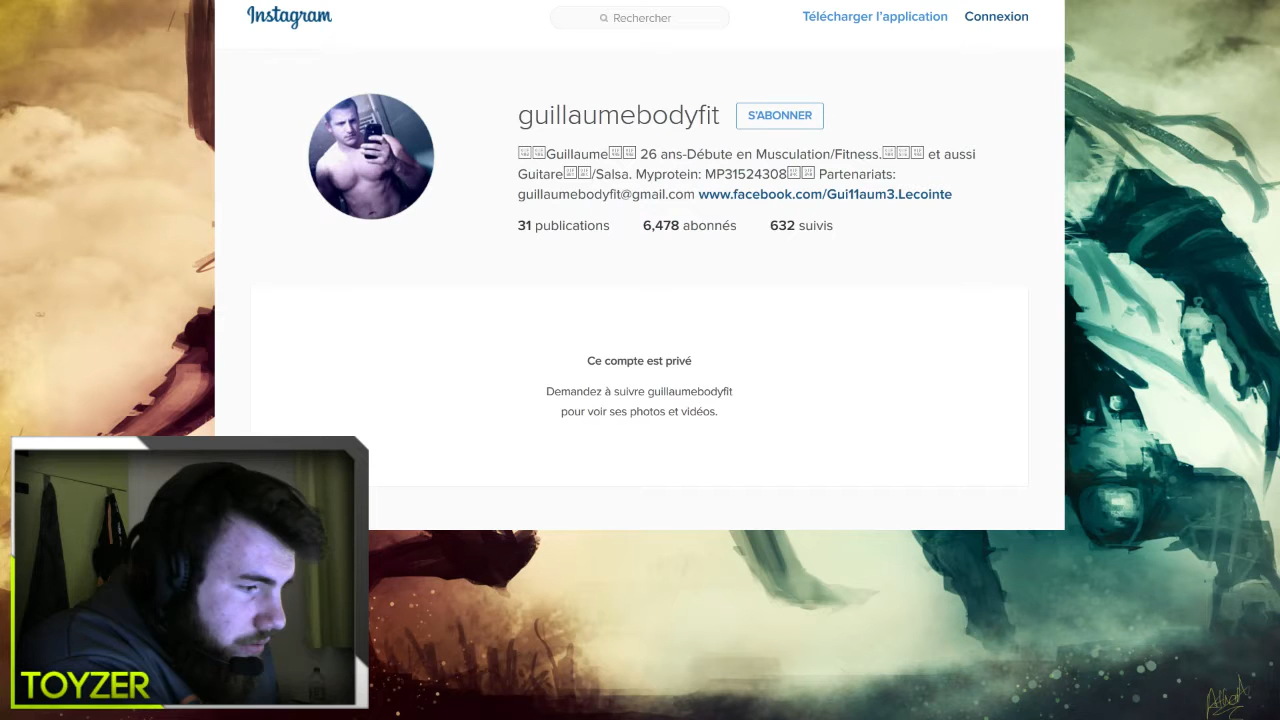 Instagram
Rechercher
Télécharger l'application
Connexion
guillaumebodyfit
S'ABONNER
Guillaume 26 ans-Débute en Musculation/Fitness. et aussi
Guitare /Salsa. Myprotein: MP31524308 Partenariats:
guillaumebodyfit@gmail.com www.facebook.com/Gui11aum3.Lecointe
31 publications 6,478 abonnés 632 suivis
Ce compte est privé
Demandez à suivre guillaumebodyfit
pour voir ses photos et vidéos.
TOYZER